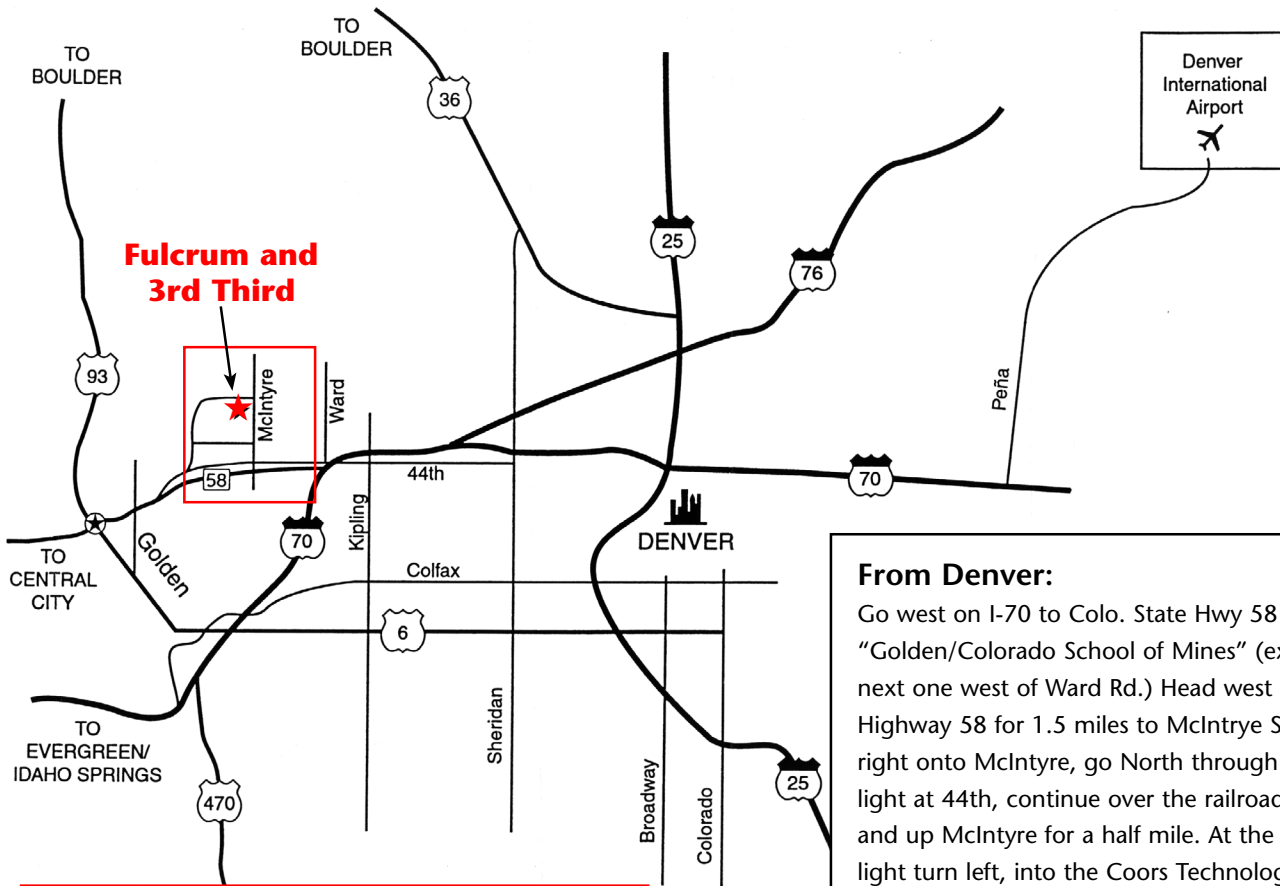 TO
BOULDER
TO
BOULDER
36
Denver
International
Airport
25
76
Fulcrum and
3rd Third
93
McIntyre
Ward
Peña
58
44th
70
70
Kipling
DENVER
Golden
TO
CENTRAL
CITY
Colfax
6
Sheridan
TO
EVERGREEN/
IDAHO SPRINGS
470
Broadway
Colorado
25
From Denver:
Go west on I-70 to Colo. State Hwy 58
“Golden/Colorado School of Mines” (ex
next one west of Ward Rd.) Head west
Highway 58 for 1.5 miles to McIntrye S
right onto McIntyre, go North through
light at 44th, continue over the railroad
and up McIntyre for a half mile. At the
light turn left, into the Coors Technolog